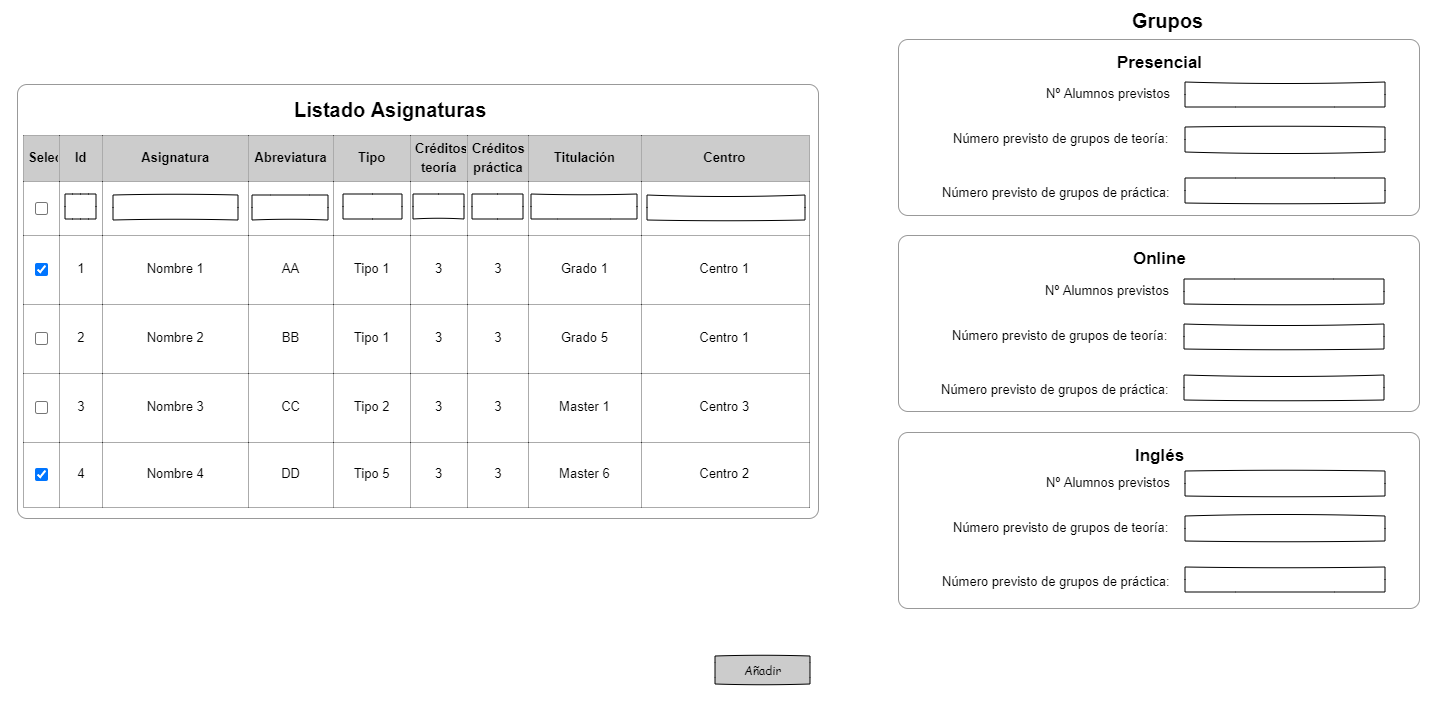 Grupos
Listado Asignaturas
Selec Id Asignatura Abreviatura Tipo Créditos teoría Créditos práctica Titulación Centro
1 Nombre 1 AA Tipo 1 3 3 Grado 1 Centro 1
2 Nombre 2 BB Tipo 1 3 3 Grado 5 Centro 1
3 Nombre 3 CC Tipo 2 3 3 Master 1 Centro 3
4 Nombre 4 DD Tipo 5 3 3 Master 6 Centro 2
Añadir
Presencial
Nº Alumnos previstos
Número previsto de grupos de teoría:
Número previsto de grupos de práctica:
Online
Nº Alumnos previstos
Número previsto de grupos de teoría:
Número previsto de grupos de práctica:
Inglés
Nº Alumnos previstos
Número previsto de grupos de teoría:
Número previsto de grupos de práctica: